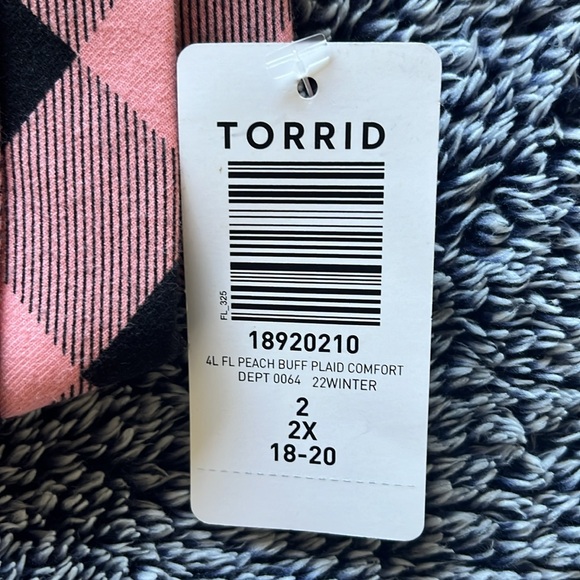 TORRID
FL_325
18920210
4L FL PEACH BUFF PLAID COMFORT
DEPT 0064 22WINTER
2
2X
18-20